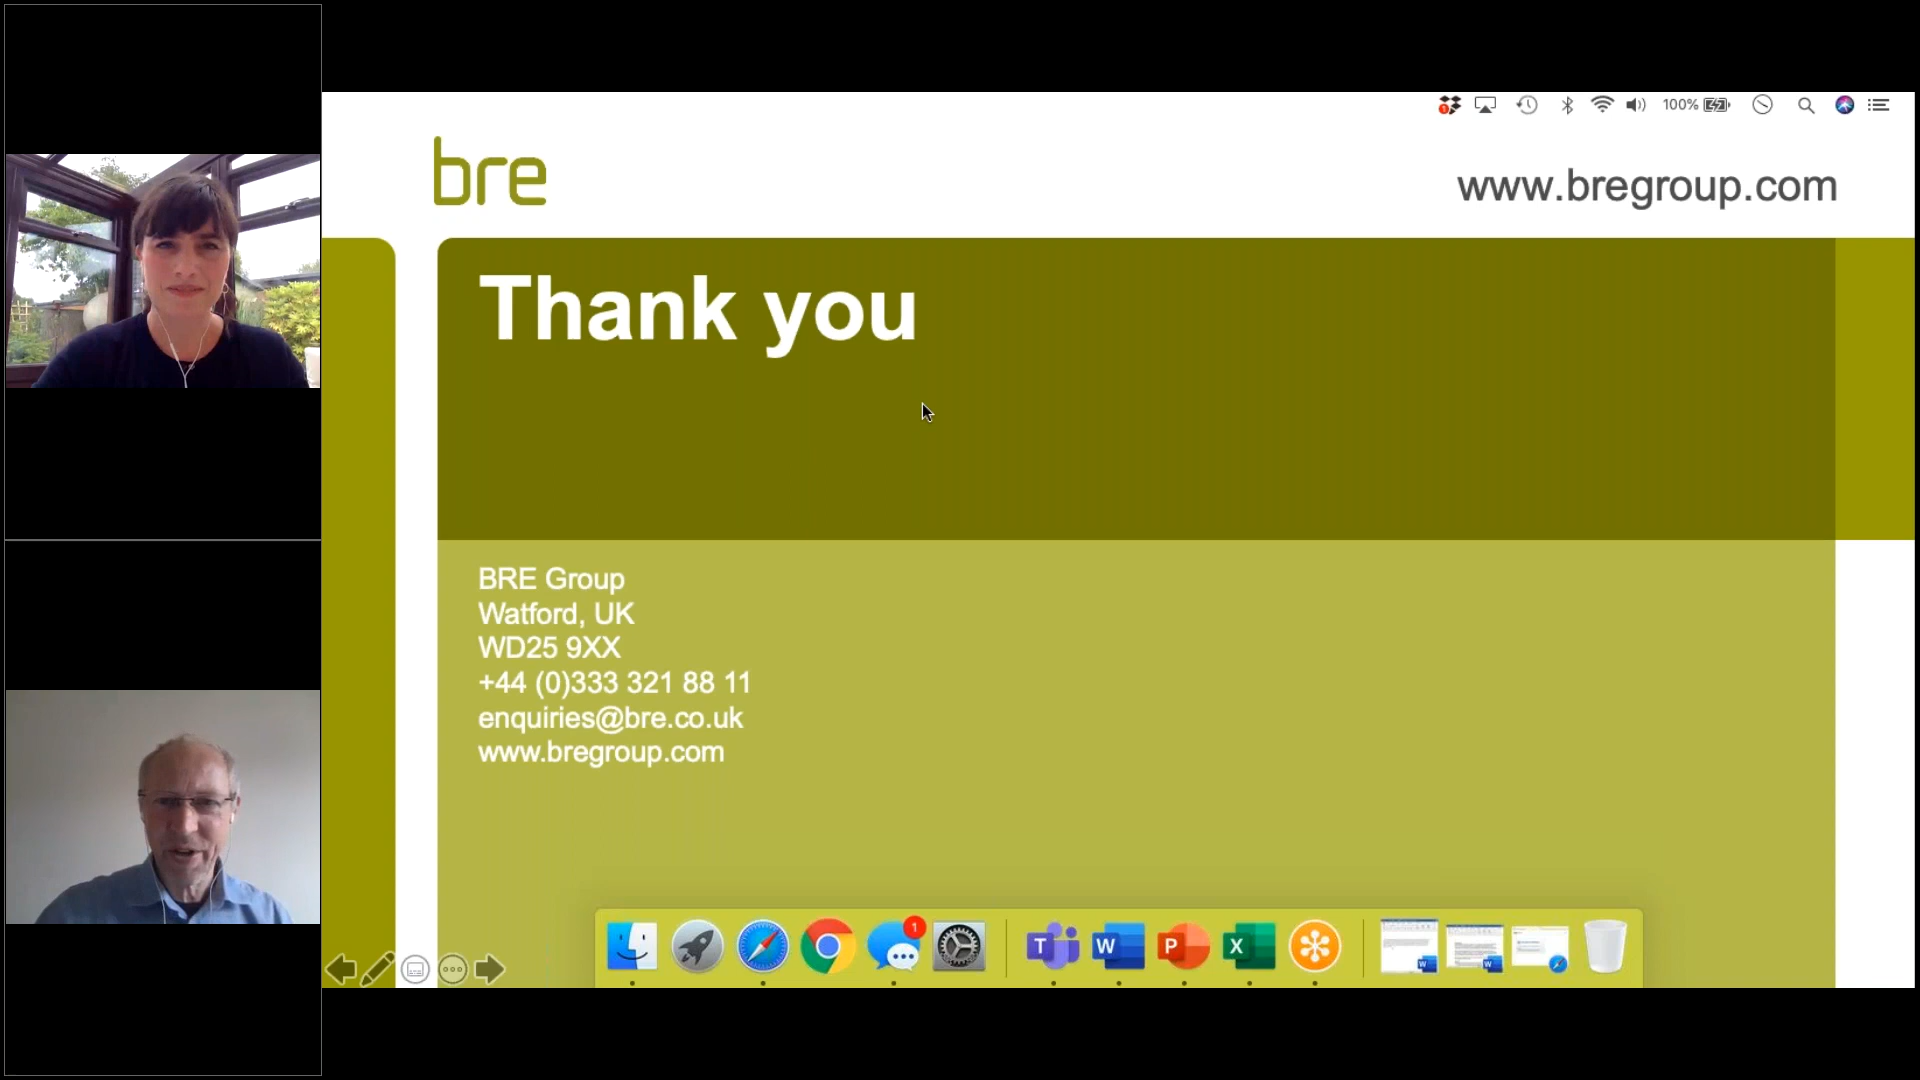 100%
bre
www.bregroup.com
Thank you
BRE Group
Watford, UK
WD25 9XX
+44 (0)333 321 88 11
enquiries@bre.co.uk
www.bregroup.com
1
T
W
P
X
W
W